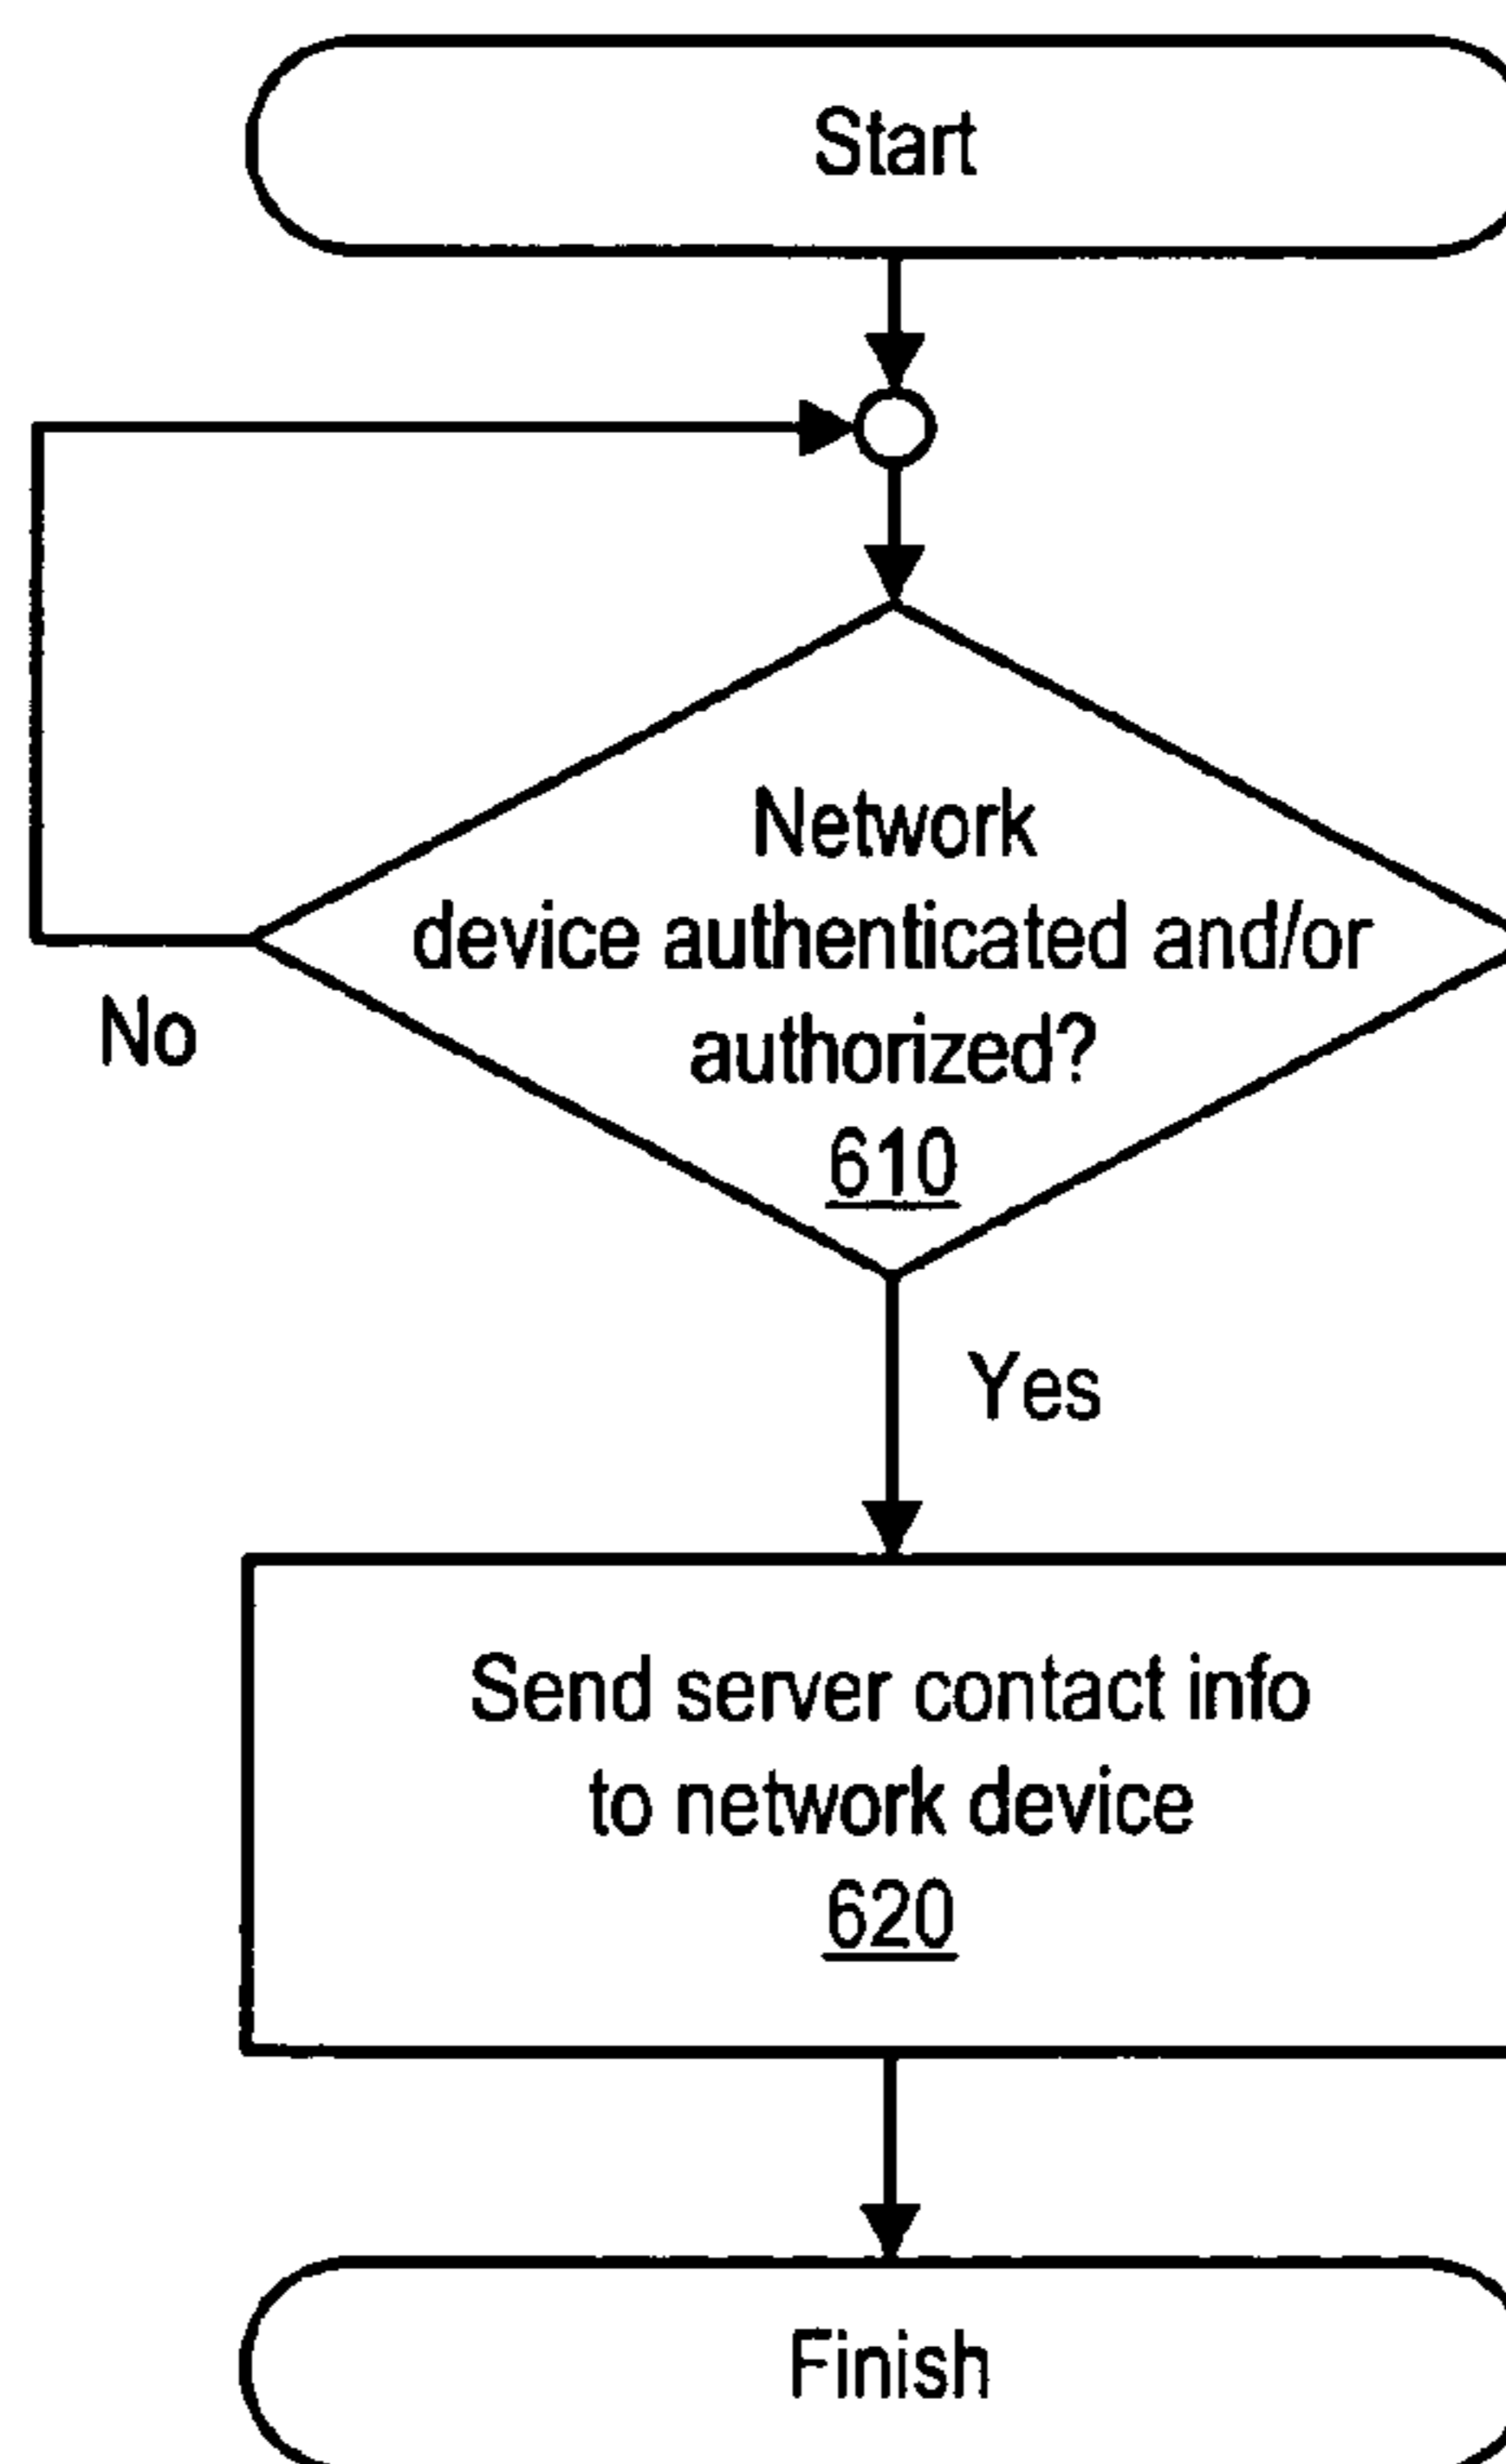 Start
Network
device authenticated and/or
authorized?
610
No
Yes
Send server contact info
to network device
620
Finish